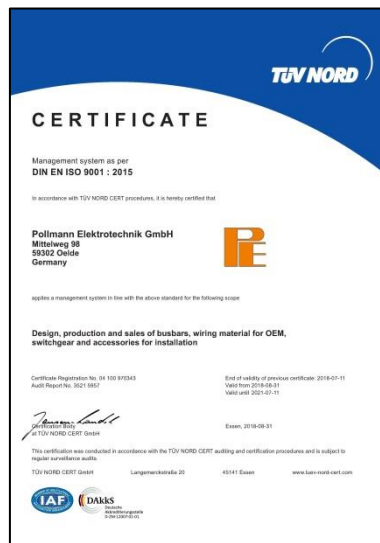 TÜV NORD
CERTIFICATE
Management system as per
DIN EN ISO 9001 : 2015
In accordance with TÜV NORD CERT procedures, it is hereby certified that
Pollmann Elektrotechnik GmbH
Mittelweg 98
59302 Oelde
Germany
PE
applies a management system in line with the above standard for the following scope
Design, production and sales of busbars, wiring material for OEM,
switchgear and accessories for installation
Certificate Registration No. 04 100 970343
Audit Report No. 3521 6857
End of validity of previous certificate: 2018-07-11
Valid from 2018-08-31
Valid until 2021-07-11
Certification Body
at TÜV NORD CERT GmbH
Essen, 2018-08-31
This certification was conducted in accordance with the TÜV NORD CERT auditing and certification procedures and is subject to
regular surveillance audits.
TÜV NORD CERT GmbH Langemarckstraße 20 45141 Essen www.tuev-nord-cert.com
IAF
DAkkS
Deutsche
Akkreditierungsstelle